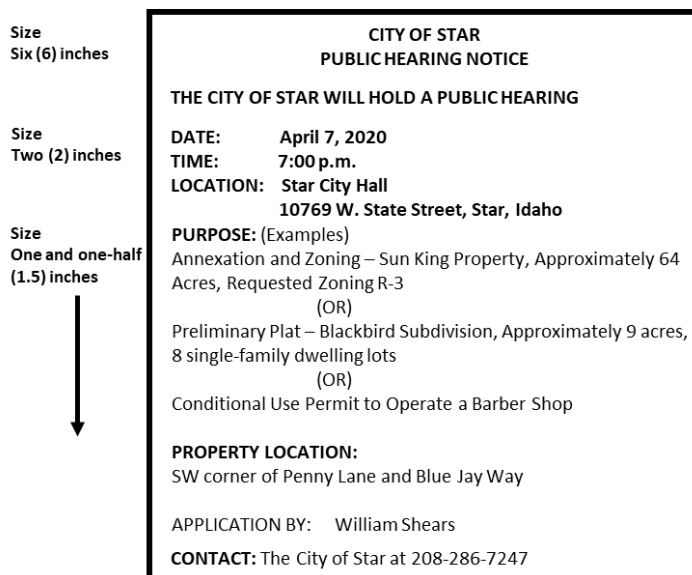 Size
Six (6) inches
CITY OF STAR
PUBLIC HEARING NOTICE
THE CITY OF STAR WILL HOLD A PUBLIC HEARING
Size
Two (2) inches
DATE: April 7, 2020
TIME: 7:00 p.m.
LOCATION: Star City Hall
10769 W. State Street, Star, Idaho
Size
One and one-half
(1.5) inches
PURPOSE: (Examples)
Annexation and Zoning – Sun King Property, Approximately 64
Acres, Requested Zoning R-3
(OR)
Preliminary Plat – Blackbird Subdivision, Approximately 9 acres,
8 single-family dwelling lots
(OR)
Conditional Use Permit to Operate a Barber Shop
PROPERTY LOCATION:
SW corner of Penny Lane and Blue Jay Way
APPLICATION BY: William Shears
CONTACT: The City of Star at 208-286-7247